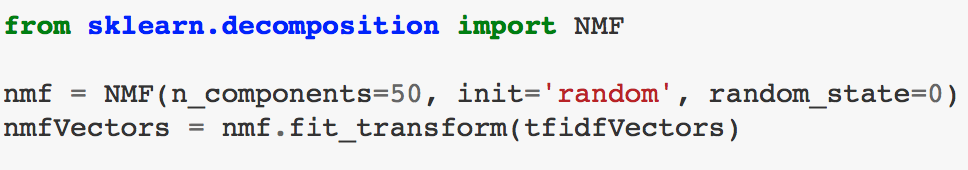 from sklearn.decomposition import NMF
nmf = NMF(n_components=50, init='random', random_state=0)
nmfVectors = nmf.fit_transform(tfidfVectors)